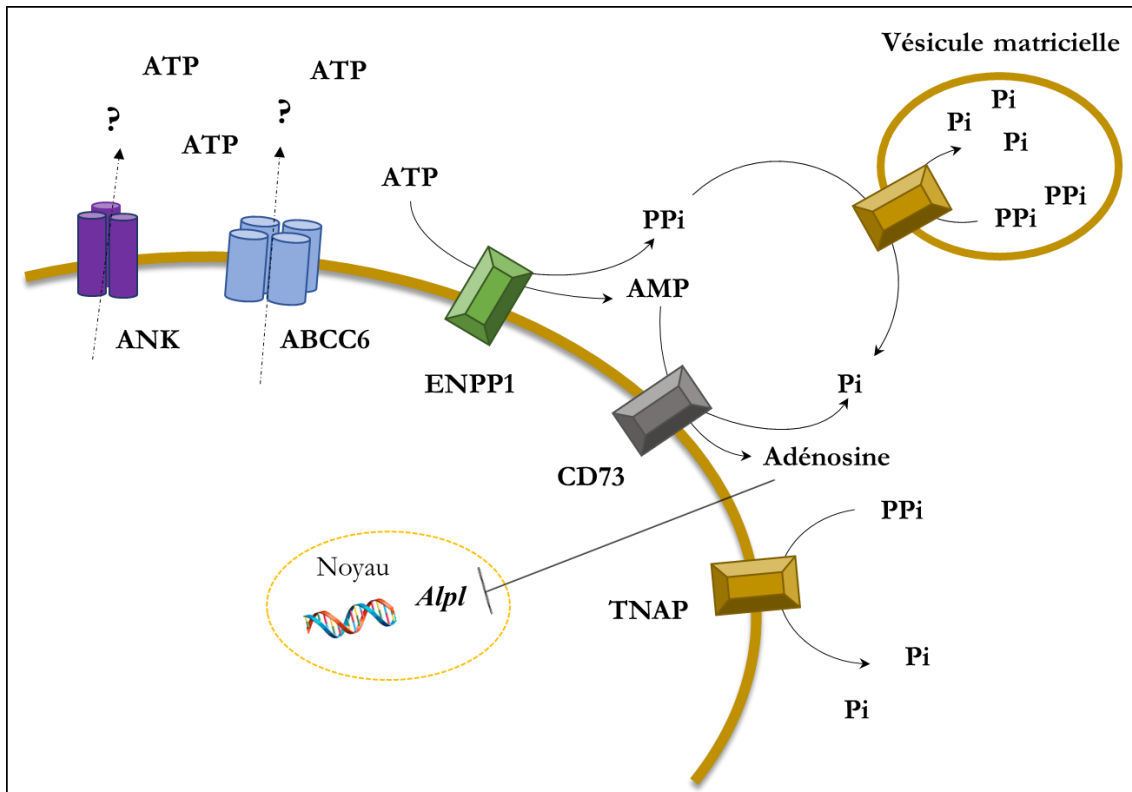 Vésicule matricielle
ATP
ATP
?
?
ATP
Pi
Pi
Pi
ATP
PPi
PPi
PPi
AMP
ANK
ABCC6
ENPP1
Pi
CD73
Adénosine
PPi
Noyau
Alpl
TNAP
Pi
Pi